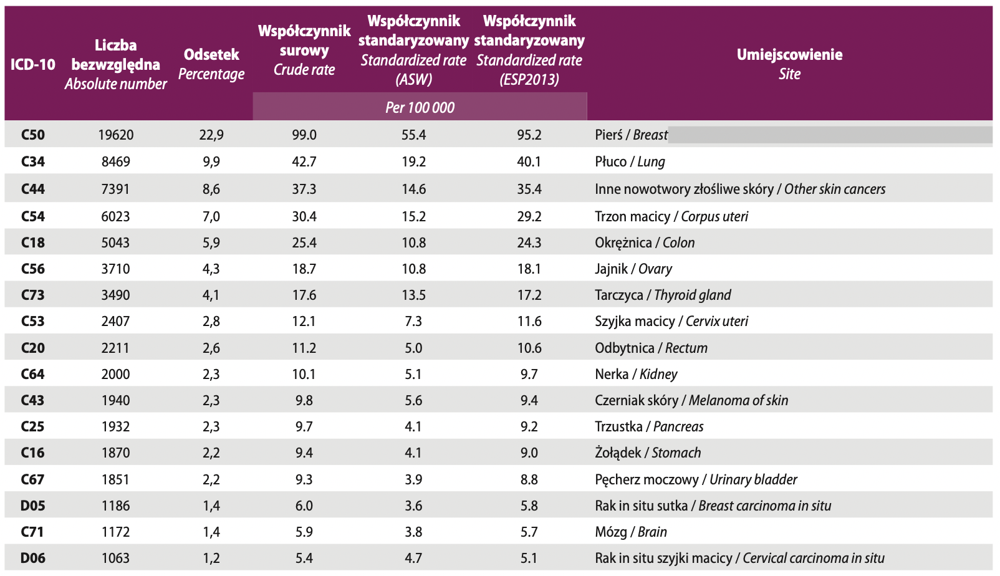 ICD-10 Liczba bezwzględna Absolute number Odsetek Percentage Współczynnik surowy Crude rate Współczynnik standaryzowany Standardized rate (ASW) Współczynnik standaryzowany Standardized rate (ESP2013) Umiejscowienie Site
Per 100 000
C50 19620 22,9 99.0 55.4 95.2 Pierś / Breast
C34 8469 9,9 42.7 19.2 40.1 Płuco / Lung
C44 7391 8,6 37.3 14.6 35.4 Inne nowotwory złośliwe skóry / Other skin cancers
C54 6023 7,0 30.4 15.2 29.2 Trzon macicy / Corpus uteri
C18 5043 5,9 25.4 10.8 24.3 Okrężnica / Colon
C56 3710 4,3 18.7 10.8 18.1 Jajnik / Ovary
C73 3490 4,1 17.6 13.5 17.2 Tarczyca / Thyroid gland
C53 2407 2,8 12.1 7.3 11.6 Szyjka macicy / Cervix uteri
C20 2211 2,6 11.2 5.0 10.6 Odbytnica / Rectum
C64 2000 2,3 10.1 5.1 9.7 Nerka / Kidney
C43 1940 2,3 9.8 5.6 9.4 Czerniak skóry / Melanoma of skin
C25 1932 2,3 9.7 4.1 9.2 Trzustka / Pancreas
C16 1870 2,2 9.4 4.1 9.0 Żołądek / Stomach
C67 1851 2,2 9.3 3.9 8.8 Pęcherz moczowy / Urinary bladder
D05 1186 1,4 6.0 3.6 5.8 Rak in situ sutka / Breast carcinoma in situ
C71 1172 1,4 5.9 3.8 5.7 Mózg / Brain
D06 1063 1,2 5.4 4.7 5.1 Rak in situ szyjki macicy / Cervical carcinoma in situ